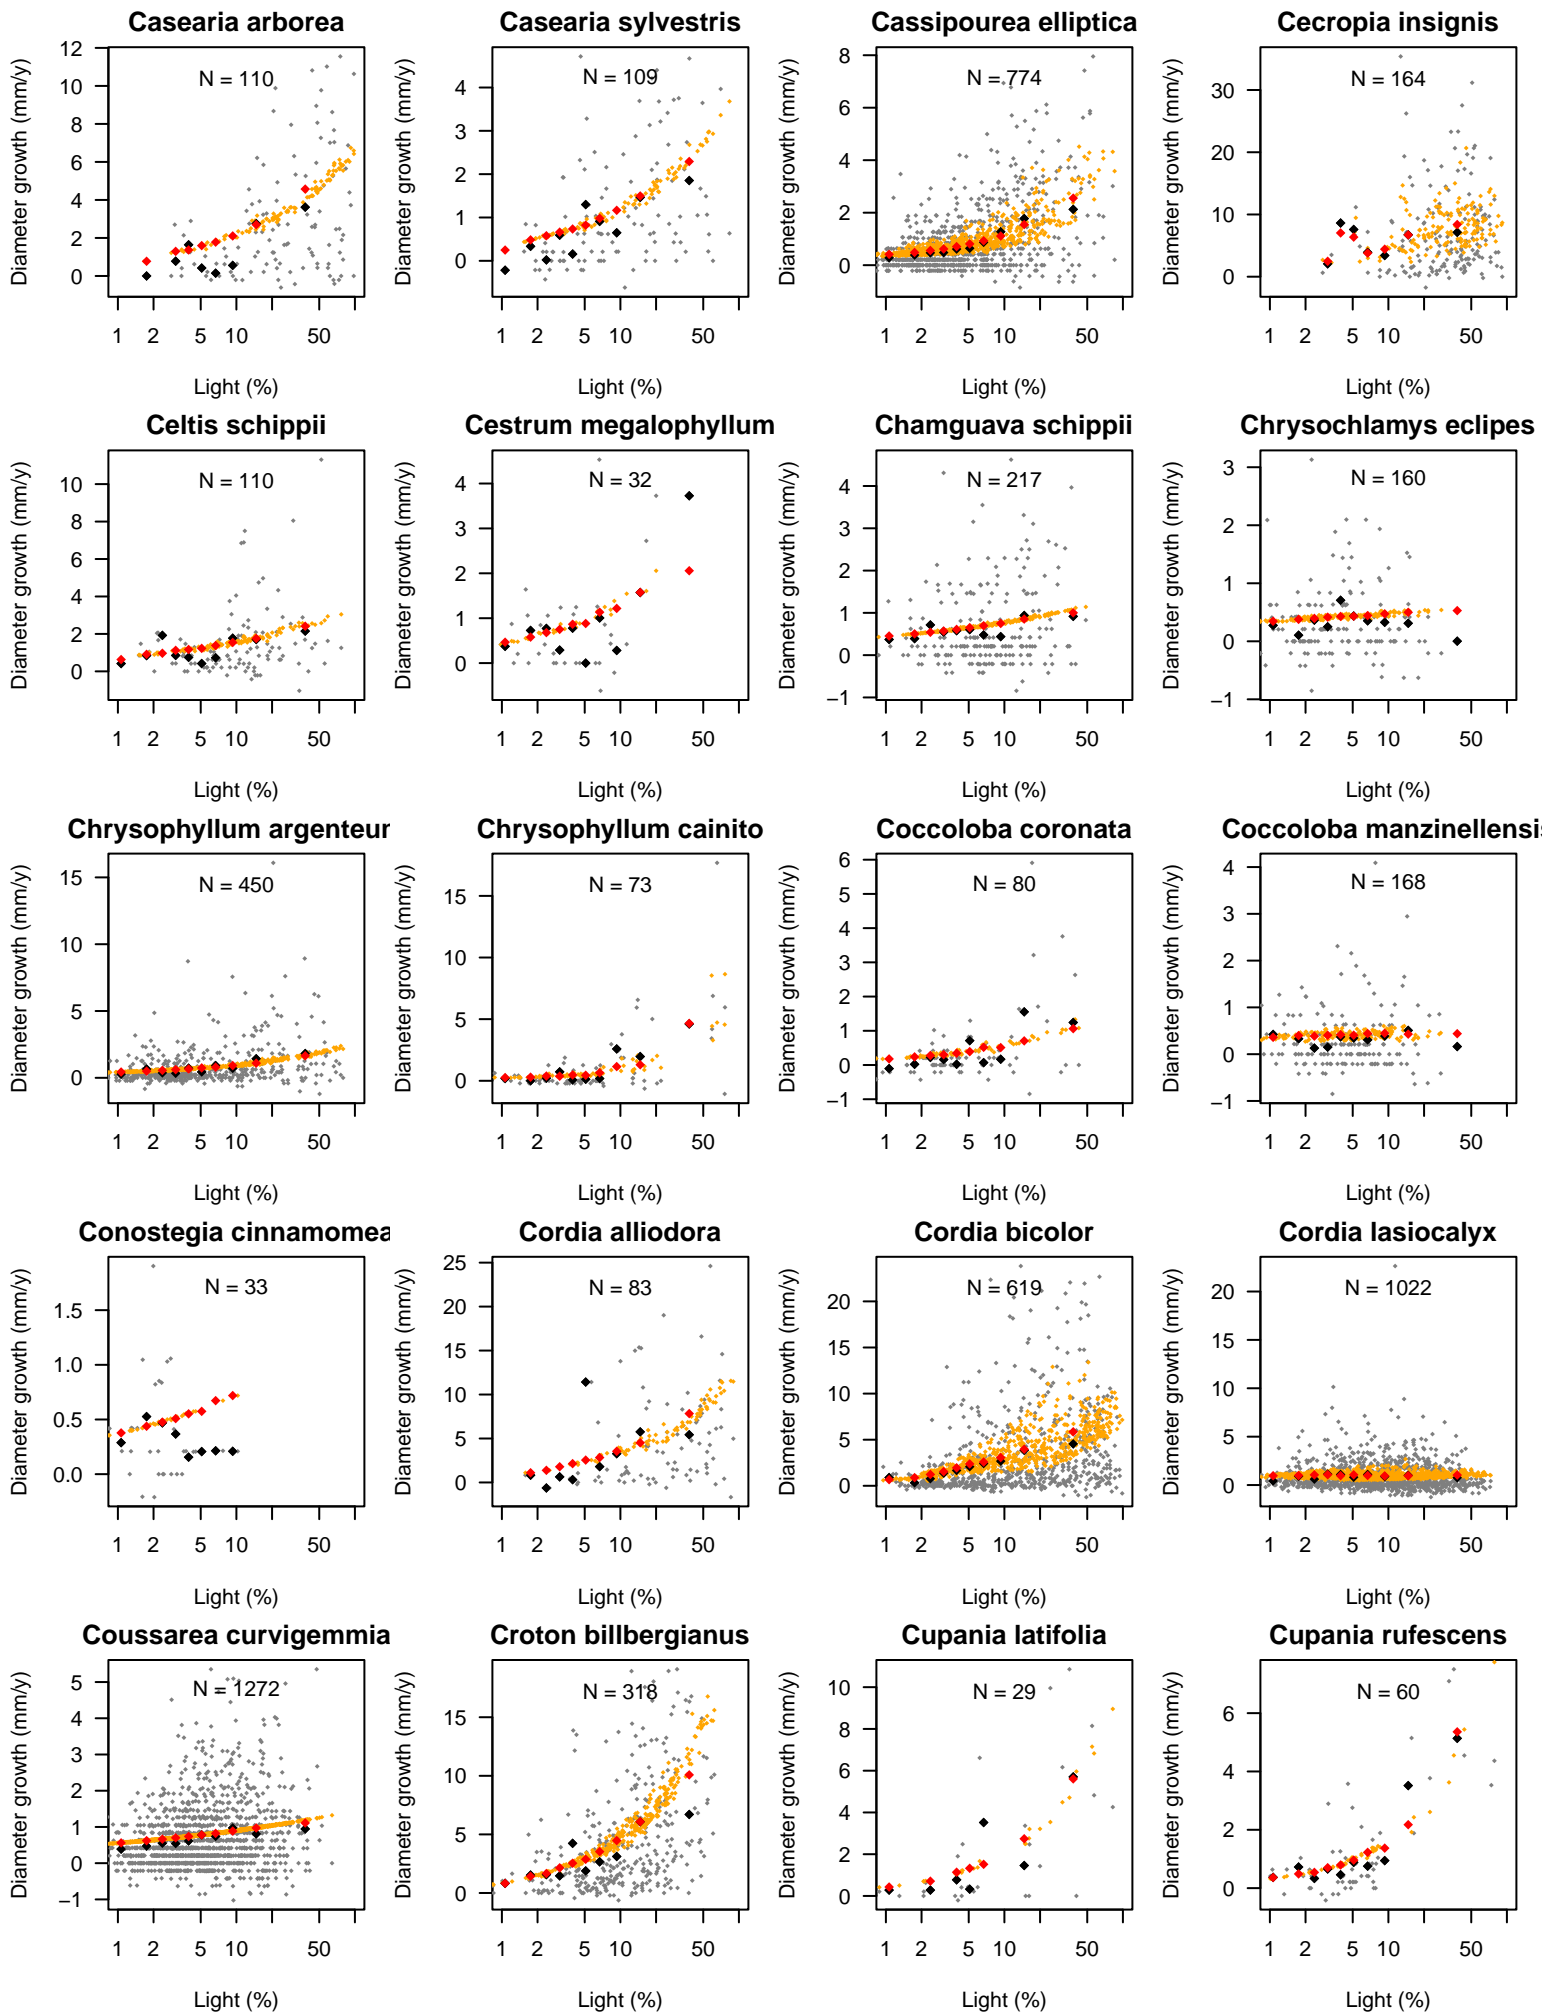 Casearia arborea
Diameter growth (mm/y)
12
10
8
6
4
2
0
N = 110
1 2 5 10 50
Light (%)
Casearia sylvestris
Diameter growth (mm/y)
4
3
2
1
0
N = 109
1 2 5 10 50
Light (%)
Cassipourea elliptica
Diameter growth (mm/y)
8
6
4
2
0
N = 774
1 2 5 10 50
Light (%)
Cecropia insignis
Diameter growth (mm/y)
30
20
10
0
N = 164
1 2 5 10 50
Light (%)
Celtis schippii
Diameter growth (mm/y)
10
8
6
4
2
0
N = 110
1 2 5 10 50
Light (%)
Cestrum megalophyllum
Diameter growth (mm/y)
4
3
2
1
0
N = 32
1 2 5 10 50
Light (%)
Chamguava schippii
Diameter growth (mm/y)
4
3
2
1
0
−1
N = 217
1 2 5 10 50
Light (%)
Chrysochlamys eclipes
Diameter growth (mm/y)
3
2
1
0
−1
N = 160
1 2 5 10 50
Light (%)
Chrysophyllum argenteum
Diameter growth (mm/y)
15
10
5
0
N = 450
1 2 5 10 50
Light (%)
Chrysophyllum cainito
Diameter growth (mm/y)
15
10
5
0
N = 73
1 2 5 10 50
Light (%)
Coccoloba coronata
Diameter growth (mm/y)
6
5
4
3
2
1
0
−1
N = 80
1 2 5 10 50
Light (%)
Coccoloba manzinellensis
Diameter growth (mm/y)
4
3
2
1
0
−1
N = 168
1 2 5 10 50
Light (%)
Conostegia cinnamomea
Diameter growth (mm/y)
1.5
1.0
0.5
0.0
N = 33
1 2 5 10 50
Light (%)
Cordia alliodora
Diameter growth (mm/y)
25
20
15
10
5
0
N = 83
1 2 5 10 50
Light (%)
Cordia bicolor
Diameter growth (mm/y)
20
15
10
5
0
N = 619
1 2 5 10 50
Light (%)
Cordia lasiocalyx
Diameter growth (mm/y)
20
15
10
5
0
N = 1022
1 2 5 10 50
Light (%)
Coussarea curvigemmia
Diameter growth (mm/y)
5
4
3
2
1
0
−1
N = 1272
1 2 5 10 50
Light (%)
Croton billbergianus
Diameter growth (mm/y)
15
10
5
0
N = 318
1 2 5 10 50
Light (%)
Cupania latifolia
Diameter growth (mm/y)
10
8
6
4
2
0
N = 29
1 2 5 10 50
Light (%)
Cupania rufescens
Diameter growth (mm/y)
6
4
2
0
N = 60
1 2 5 10 50
Light (%)